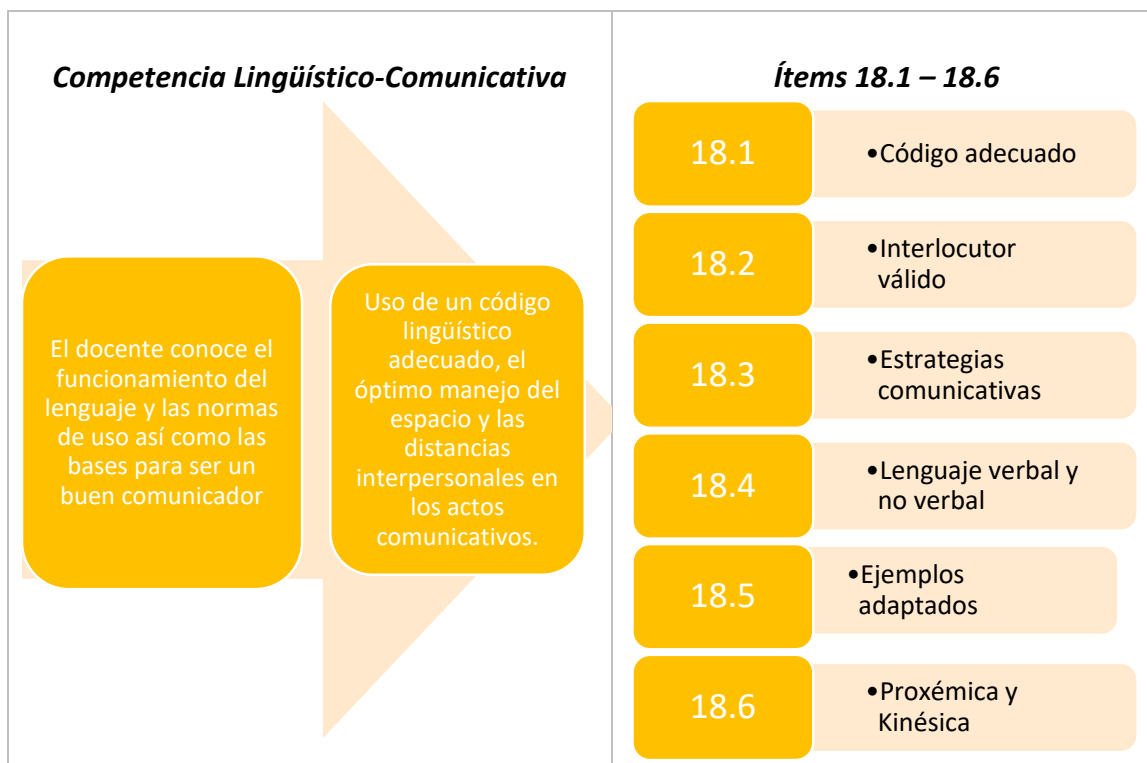 Competencia Lingüístico-Comunicativa
El docente conoce el
funcionamiento del
lenguaje y las normas
de uso así como las
bases para ser un
buen comunicador
Uso de un código
lingüístico
adecuado, el
óptimo manejo del
espacio y las
distancias
interpersonales en
los actos
comunicativos.
Ítems 18.1 – 18.6
18.1
•Código adecuado
18.2
•Interlocutor
válido
18.3
•Estrategias
comunicativas
18.4
•Lenguaje verbal y
no verbal
18.5
•Ejemplos
adaptados
18.6
•Proxémica y
Kinésica